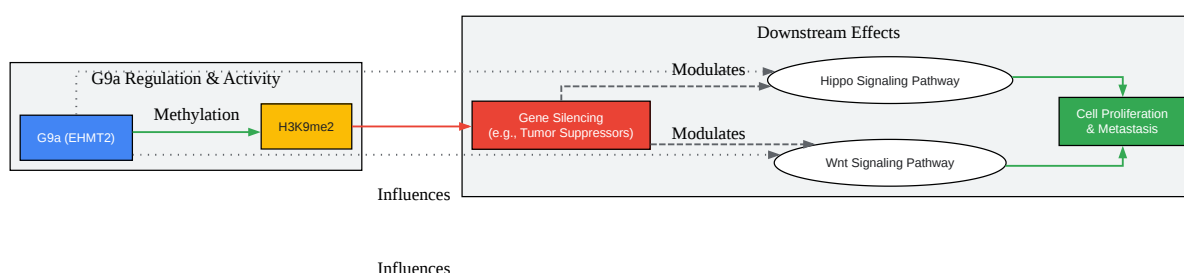 Downstream Effects
G9a Regulation & Activity
Modulates
Hippo Signaling Pathway
Methylation
G9a (EHMT2)
H3K9me2
Gene Silencing
(e.g., Tumor Suppressors)
Cell Proliferation
& Metastasis
Modulates
Wnt Signaling Pathway
Influences
Influences